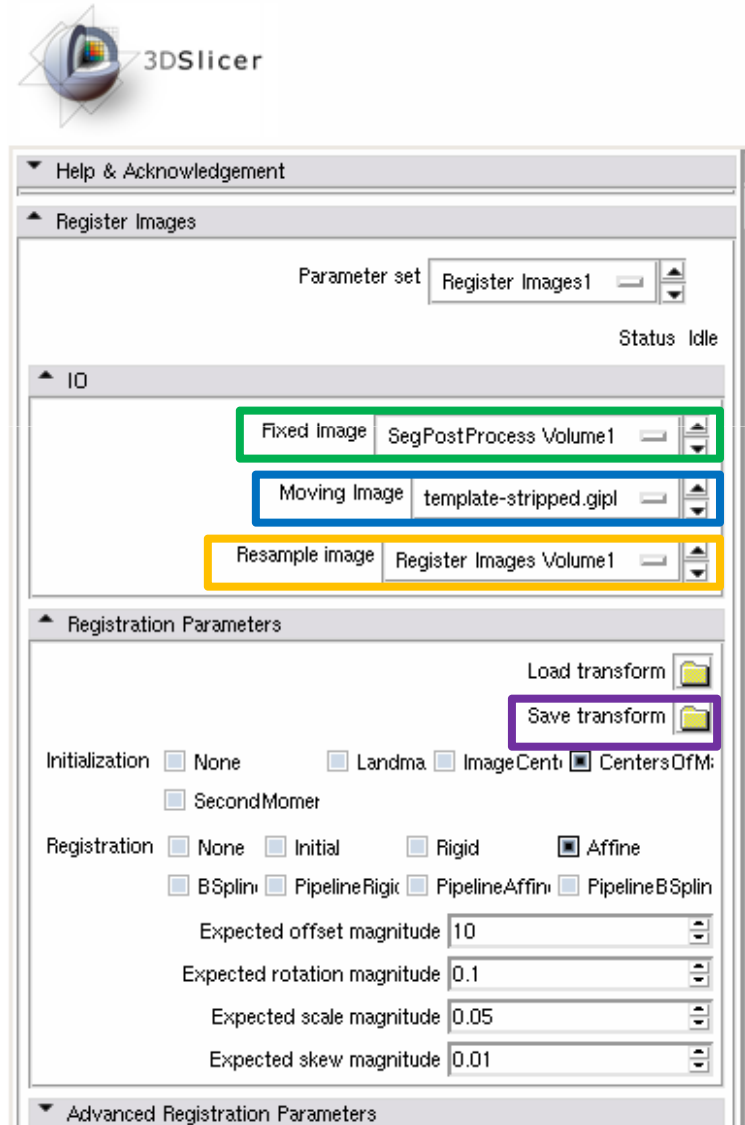 3DSlicer
Help & Acknowledgement
Register Images
Parameter set Register Images1
Status Idle
IO
Fixed Image SegPostProcess Volume1
Moving Image template-stripped.gipl
Resample image Register Images Volume1
Registration Parameters
Load transform
Save transform
Initialization None Landma ImageCent CentersOfM
SecondMomer
Registration None Initial Rigid Affine
BSplin PipelineRigi PipelineAffin PipelineBSplin
Expected offset magnitude 10
Expected rotation magnitude 0.1
Expected scale magnitude 0.05
Expected skew magnitude 0.01
Advanced Registration Parameters